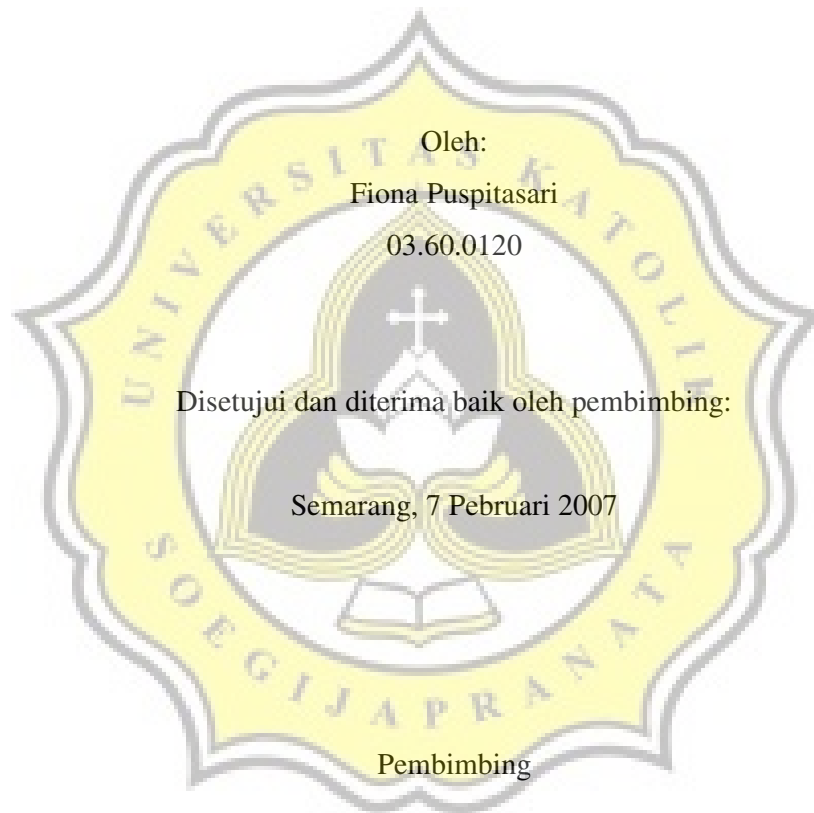 Oleh:
Fiona Puspitasari
03.60.0120
Disetujui dan diterima baik oleh pembimbing:
Semarang, 7 Pebruari 2007
Pembimbing
UNIVERSITAS KATOLIK
SOEGIJAPRANATA